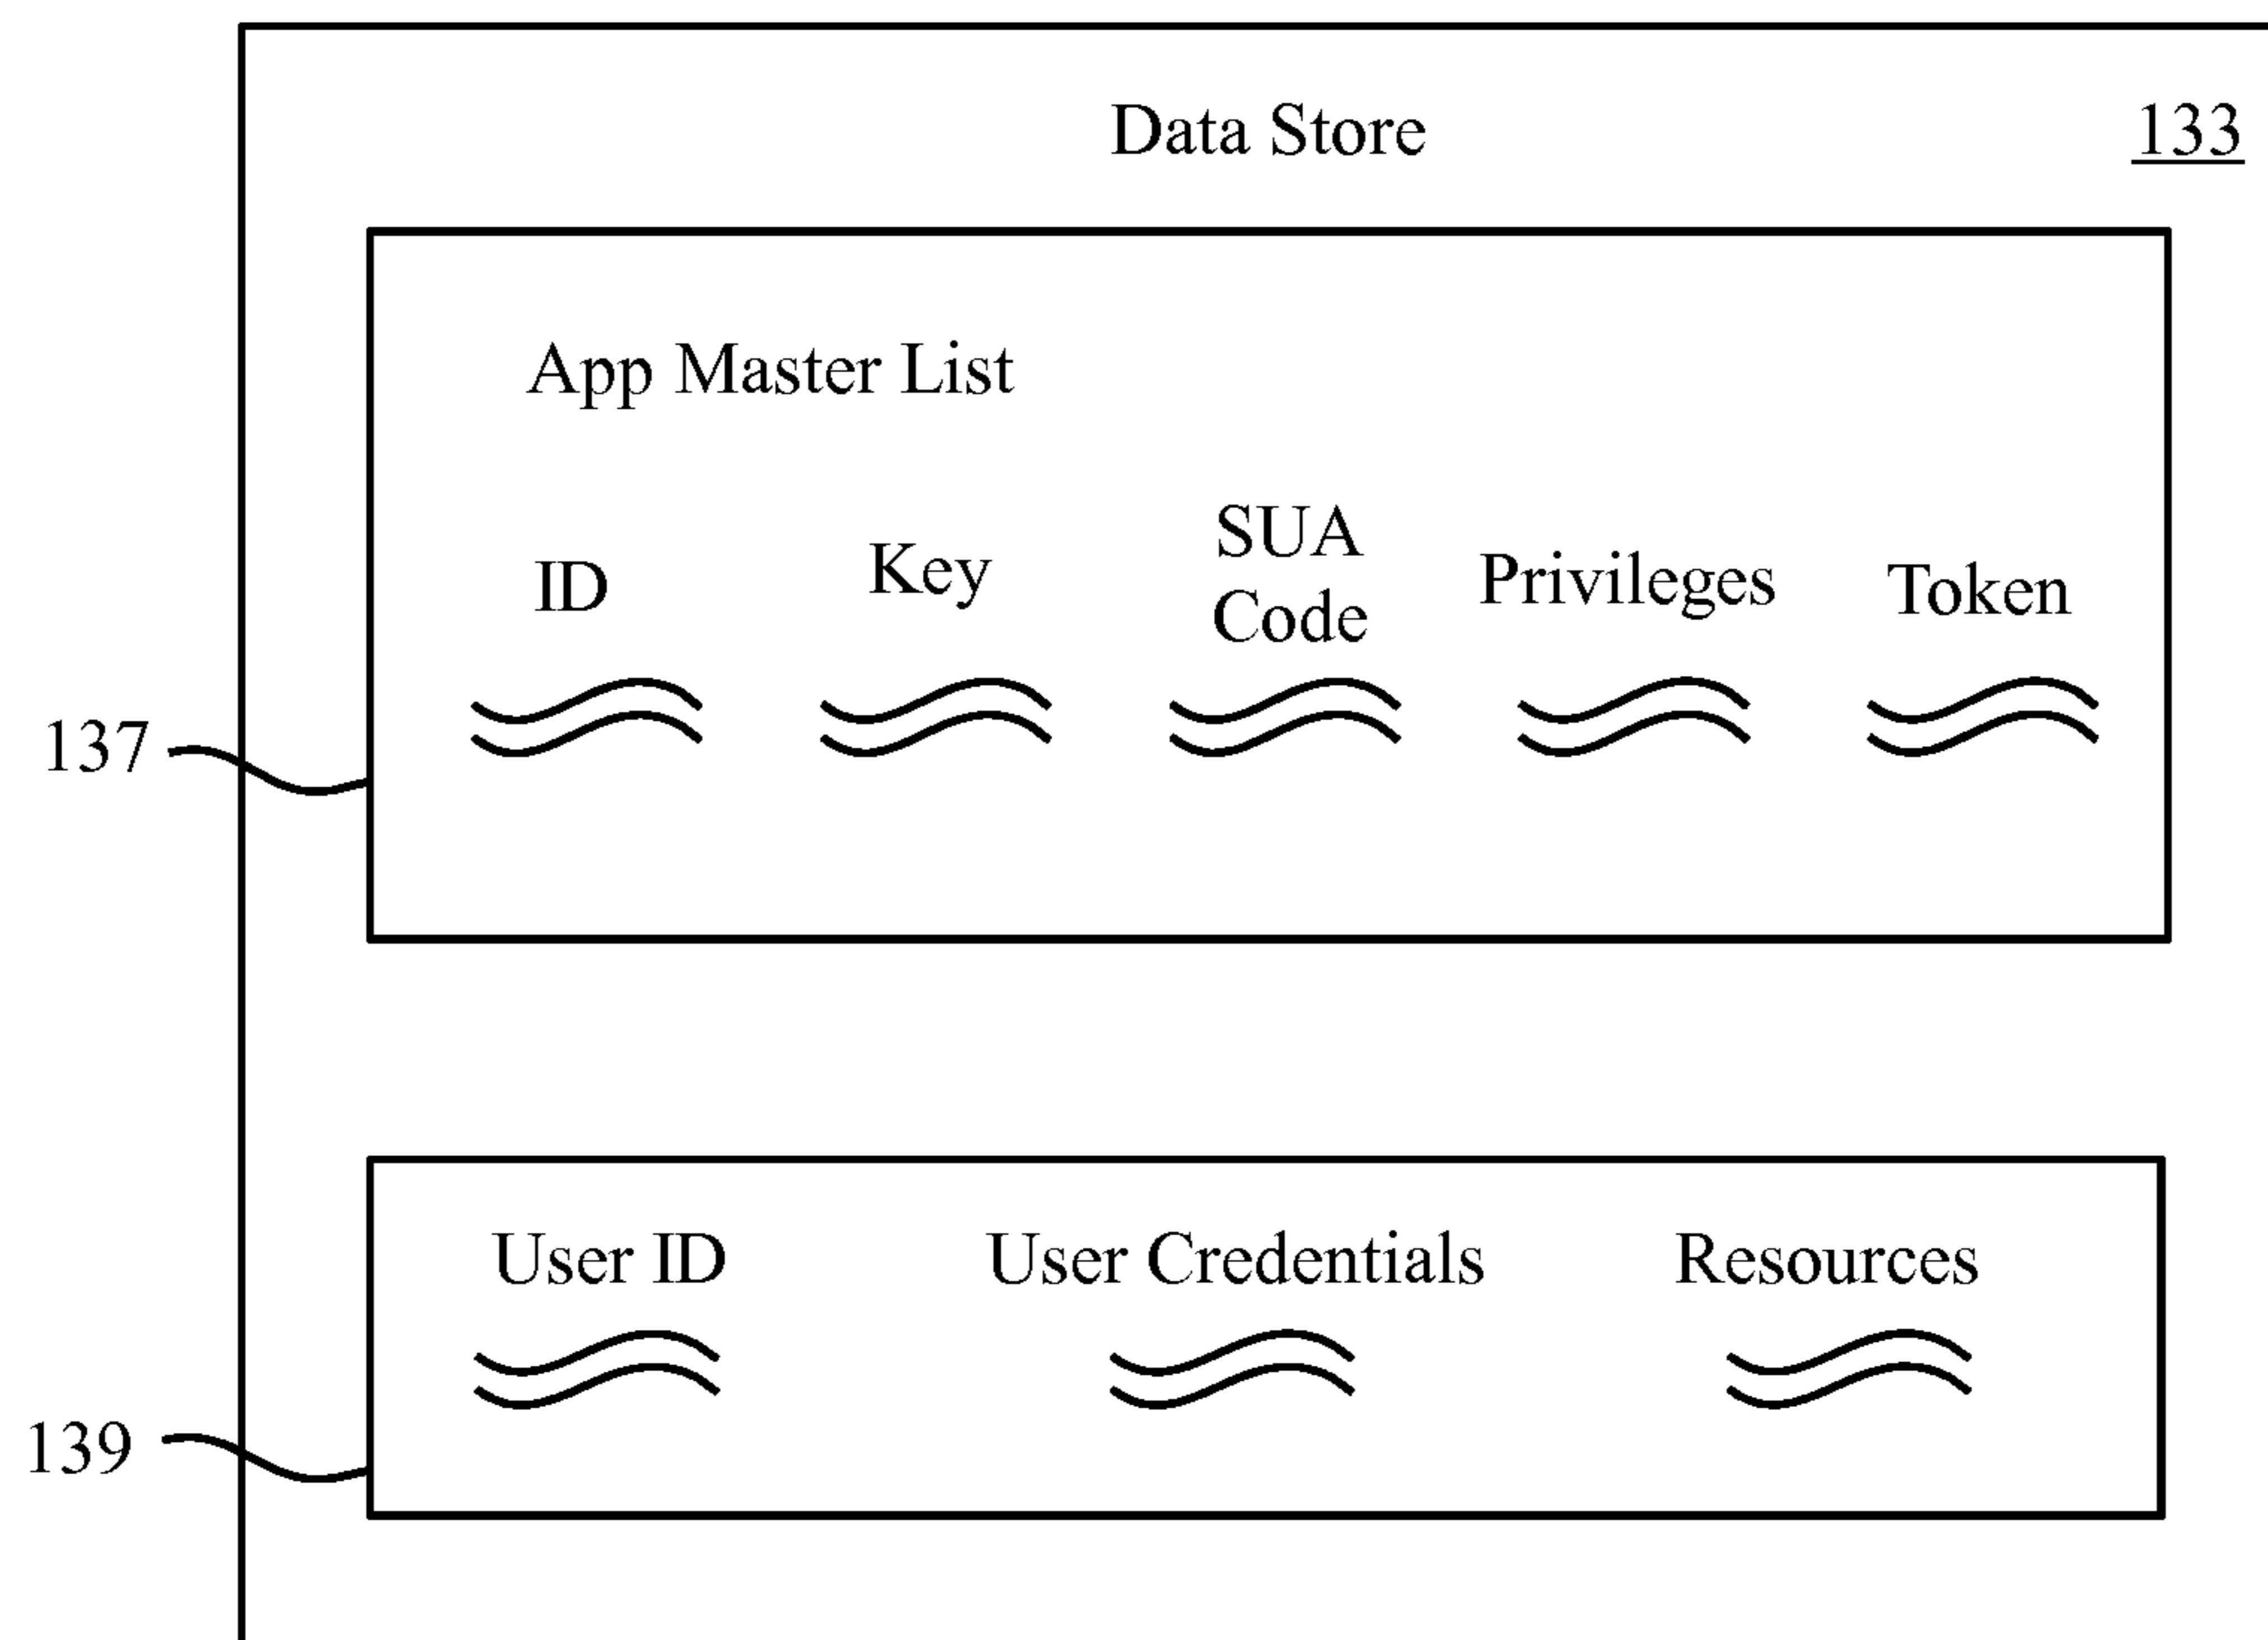 Data Store 133
App Master List
ID Key SUA Code Privileges Token
137
User ID User Credentials Resources
139